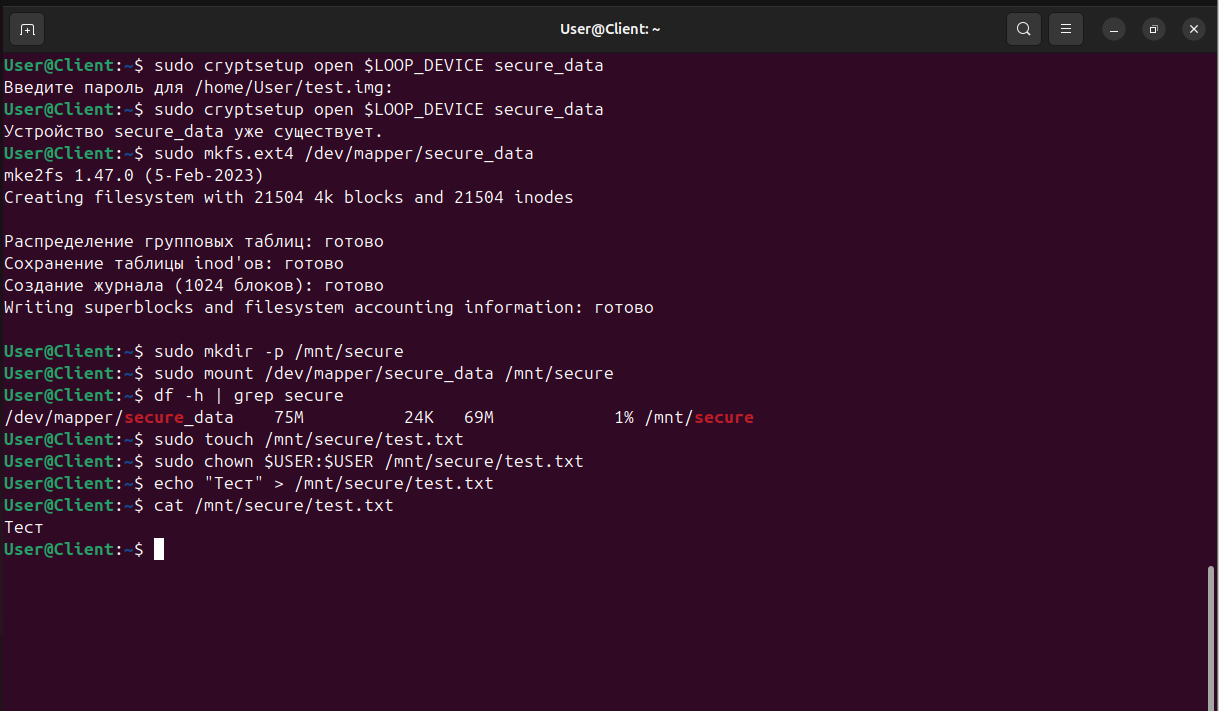 User@Client: ~
User@Client:~$ sudo cryptsetup open $LOOP_DEVICE secure_data
Введите пароль для /home/User/test.img:
User@Client:~$ sudo cryptsetup open $LOOP_DEVICE secure_data
Устройство secure_data уже существует.
User@Client:~$ sudo mkfs.ext4 /dev/mapper/secure_data
mke2fs 1.47.0 (5-Feb-2023)
Creating filesystem with 21504 4k blocks and 21504 inodes
Распределение групповых таблиц: готово
Сохранение таблицы inod'ов: готово
Создание журнала (1024 блоков): готово
Writing superblocks and filesystem accounting information: готово
User@Client:~$ sudo mkdir -p /mnt/secure
User@Client:~$ sudo mount /dev/mapper/secure_data /mnt/secure
User@Client:~$ df -h | grep secure
/dev/mapper/secure_data    75M          24K   69M            1% /mnt/secure
User@Client:~$ sudo touch /mnt/secure/test.txt
User@Client:~$ sudo chown $USER:$USER /mnt/secure/test.txt
User@Client:~$ echo "Тест" > /mnt/secure/test.txt
User@Client:~$ cat /mnt/secure/test.txt
Тест
User@Client:~$